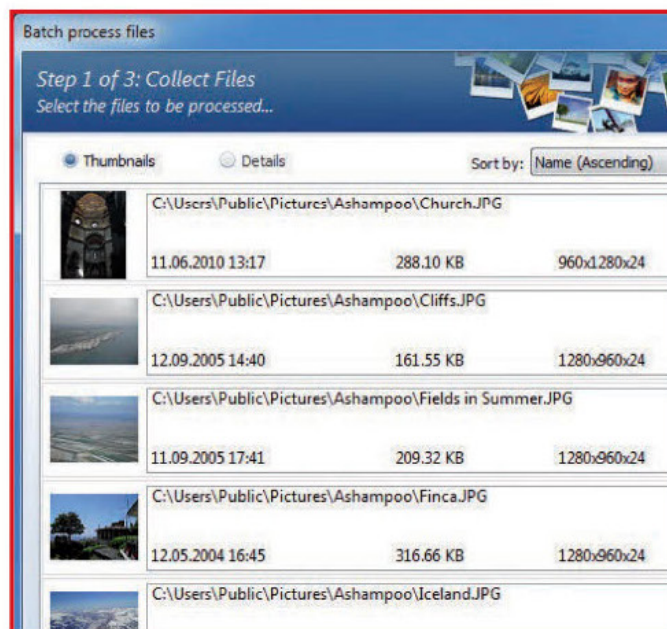 Batch process files
Step 1 of 3: Collect Files
Select the files to be processed...
Thumbnails Details Sort by: Name (Ascending)
C:\Users\Public\Pictures\Ashampoo\Church.JPG
11.06.2010 13:17 288.10 KB 960x1280x24
C:\Users\Public\Pictures\Ashampoo\Cliffs.JPG
12.09.2005 14:40 161.55 KB 1280x960x24
C:\Users\Public\Pictures\Ashampoo\Fields in Summer.JPG
11.09.2005 17:41 209.32 KB 1280x960x24
C:\Users\Public\Pictures\Ashampoo\Finca.JPG
12.05.2004 16:45 316.66 KB 1280x960x24
C:\Users\Public\Pictures\Ashampoo\Iceland.JPG